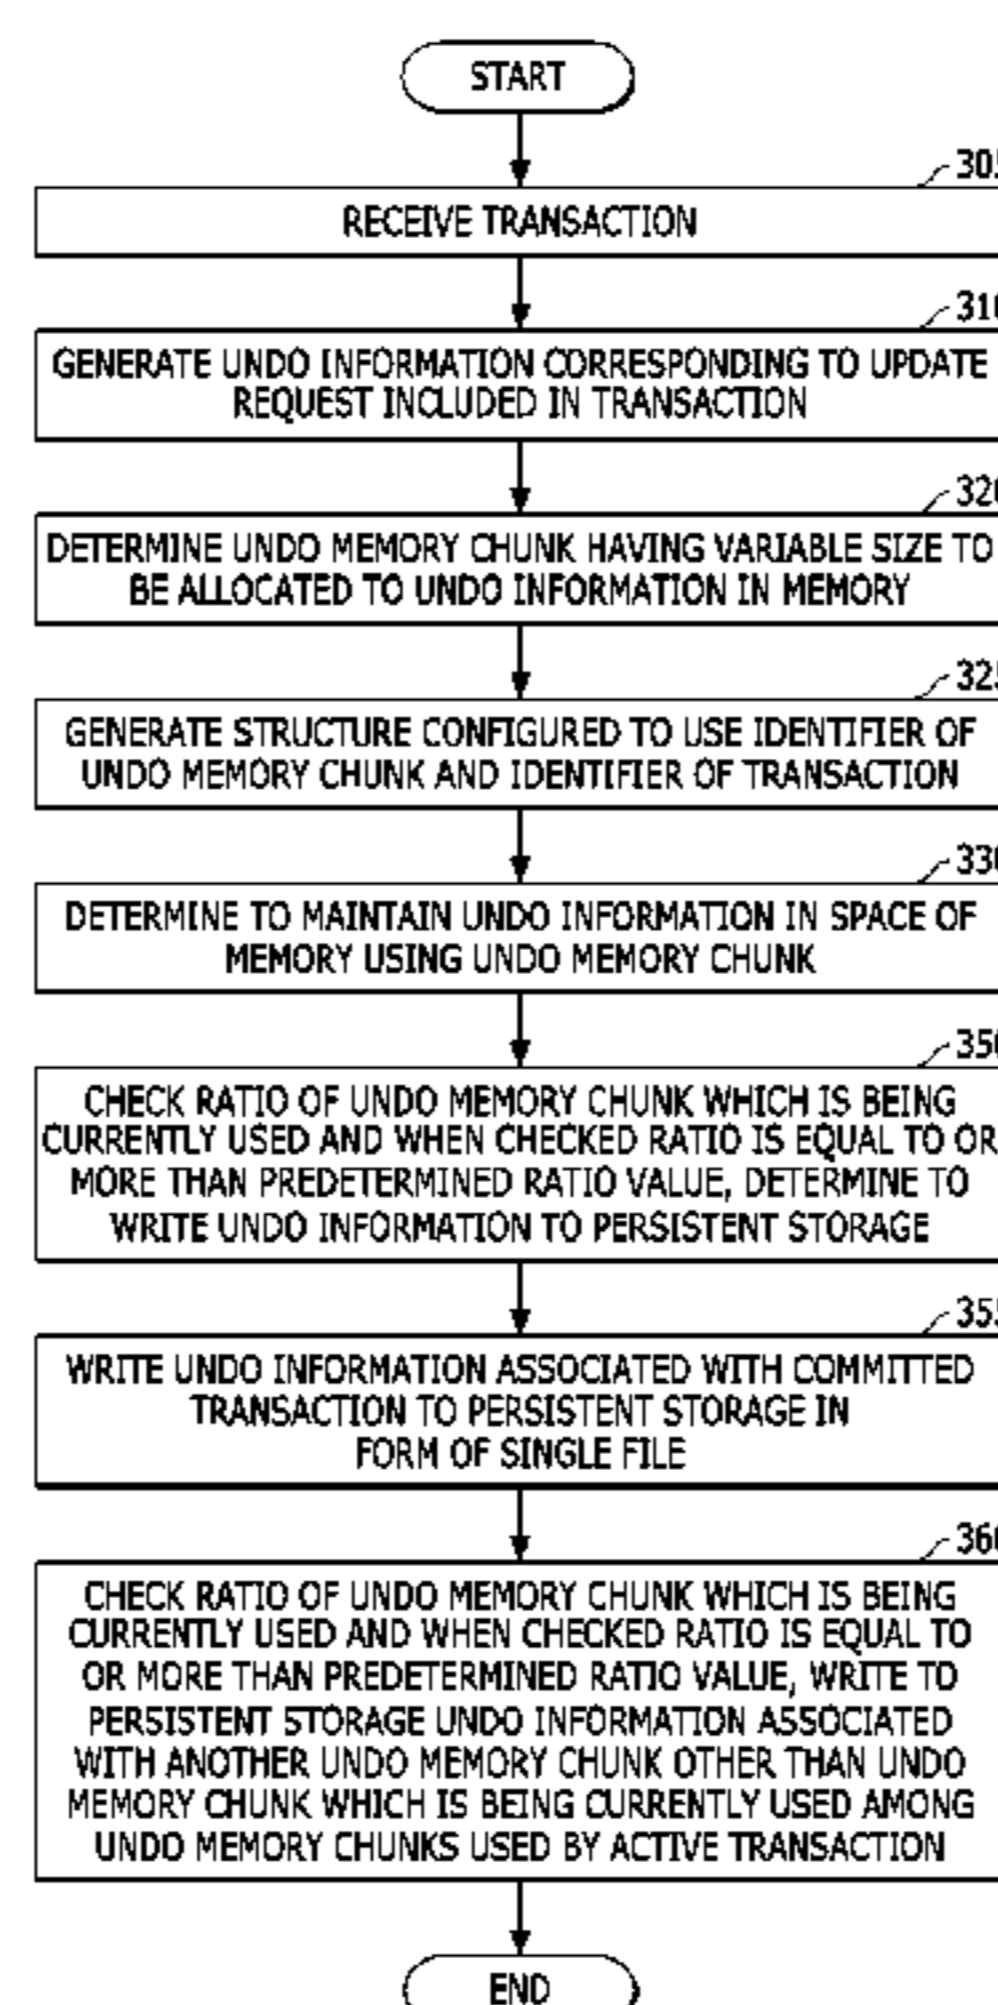 START
305
RECEIVE TRANSACTION
310
GENERATE UNDO INFORMATION CORRESPONDING TO UPDATE
REQUEST INCLUDED IN TRANSACTION
320
DETERMINE UNDO MEMORY CHUNK HAVING VARIABLE SIZE TO
BE ALLOCATED TO UNDO INFORMATION IN MEMORY
325
GENERATE STRUCTURE CONFIGURED TO USE IDENTIFIER OF
UNDO MEMORY CHUNK AND IDENTIFIER OF TRANSACTION
330
DETERMINE TO MAINTAIN UNDO INFORMATION IN SPACE OF
MEMORY USING UNDO MEMORY CHUNK
350
CHECK RATIO OF UNDO MEMORY CHUNK WHICH IS BEING
CURRENTLY USED AND WHEN CHECKED RATIO IS EQUAL TO OR
MORE THAN PREDETERMINED RATIO VALUE, DETERMINE TO
WRITE UNDO INFORMATION TO PERSISTENT STORAGE
355
WRITE UNDO INFORMATION ASSOCIATED WITH COMMITTED
TRANSACTION TO PERSISTENT STORAGE IN
FORM OF SINGLE FILE
360
CHECK RATIO OF UNDO MEMORY CHUNK WHICH IS BEING
CURRENTLY USED AND WHEN CHECKED RATIO IS EQUAL TO
OR MORE THAN PREDETERMINED RATIO VALUE, WRITE TO
PERSISTENT STORAGE UNDO INFORMATION ASSOCIATED
WITH ANOTHER UNDO MEMORY CHUNK OTHER THAN UNDO
MEMORY CHUNK WHICH IS BEING CURRENTLY USED AMONG
UNDO MEMORY CHUNKS USED BY ACTIVE TRANSACTION
END